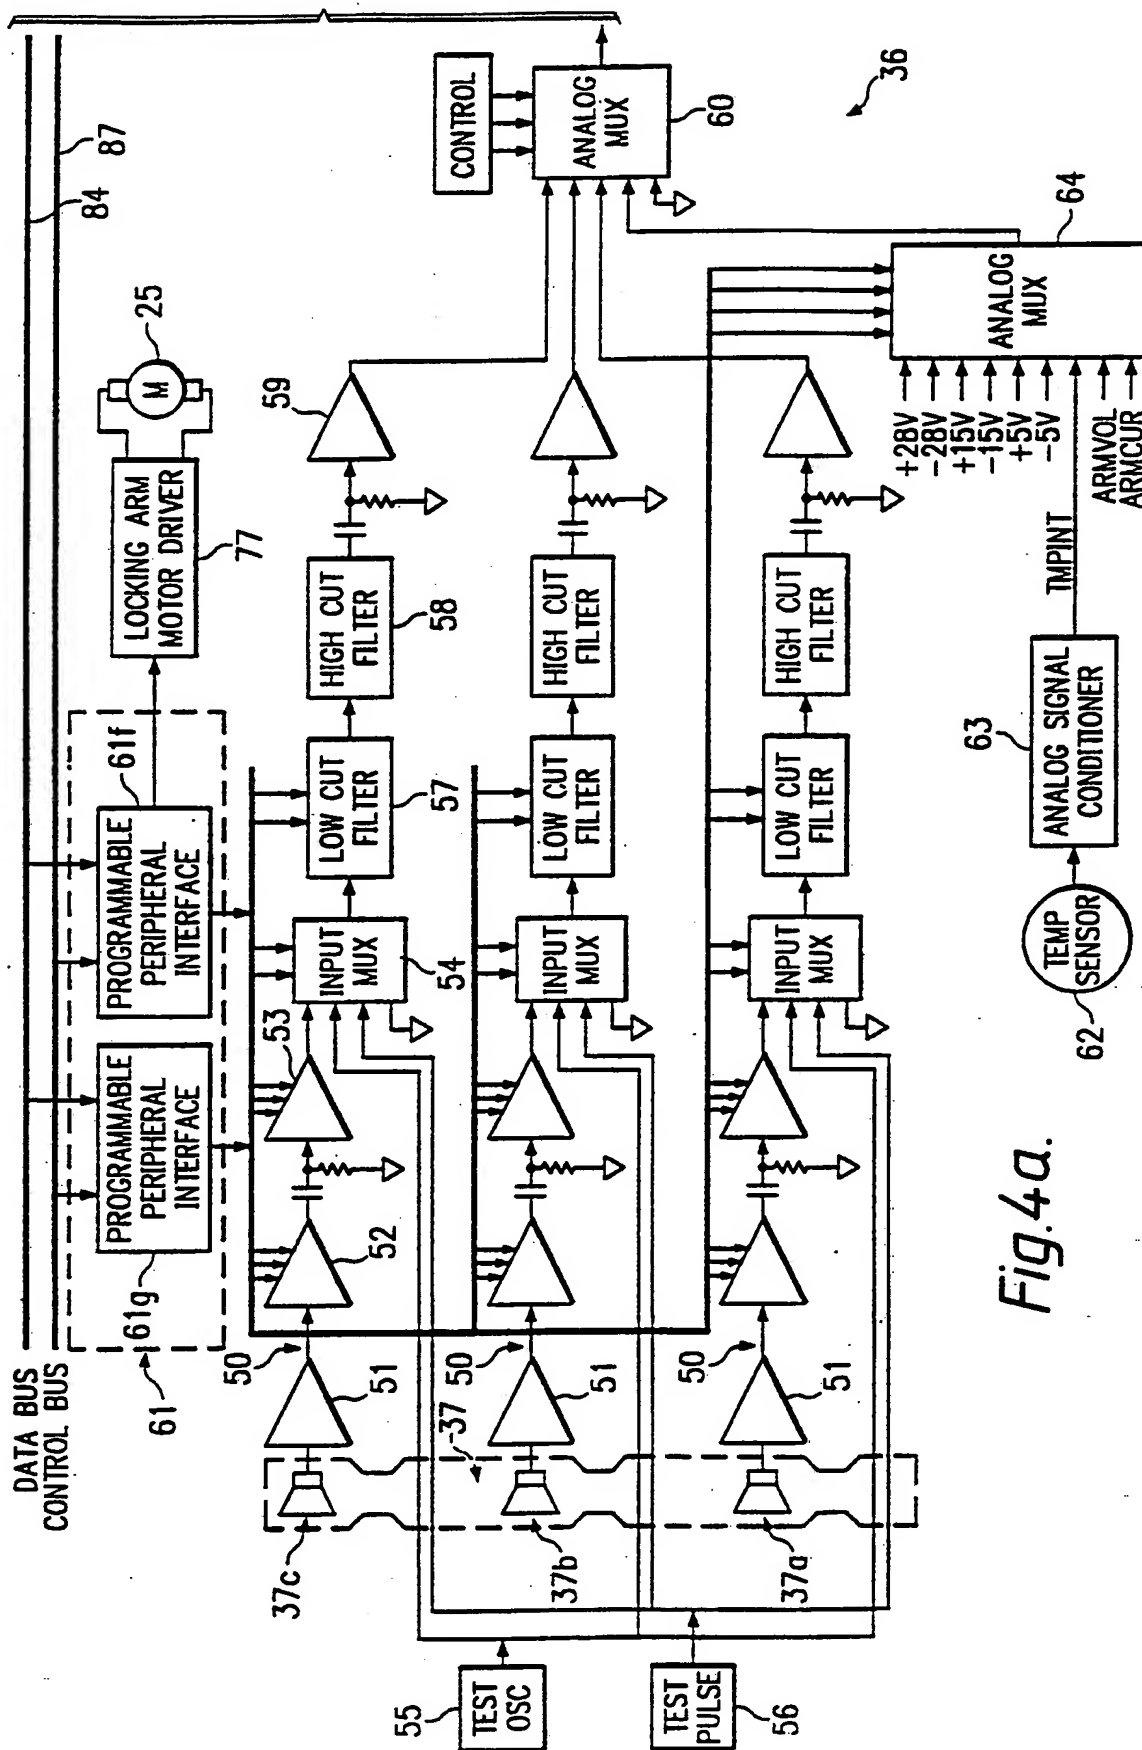 DATA BUS
CONTROL BUS
84
87
61
61g
PROGRAMMABLE
PERIPHERAL
INTERFACE
61f
PROGRAMMABLE
PERIPHERAL
INTERFACE
LOCKING ARM
MOTOR DRIVER
77
M
25
37c
50
51
52
53
INPUT
MUX
54
LOW CUT
FILTER
57
HIGH CUT
FILTER
58
59
CONTROL
ANALOG
MUX
60
36
37
37b
50
51
INPUT
MUX
LOW CUT
FILTER
HIGH CUT
FILTER
37a
50
51
INPUT
MUX
LOW CUT
FILTER
HIGH CUT
FILTER
55
TEST
OSC
TEST
PULSE
56
62
TEMP
SENSOR
63
ANALOG SIGNAL
CONDITIONER
TMPINT
+28V
-28V
+15V
-15V
+5V
-5V
ARMVOL
ARMCUR
ANALOG
MUX
64
Fig.4a.